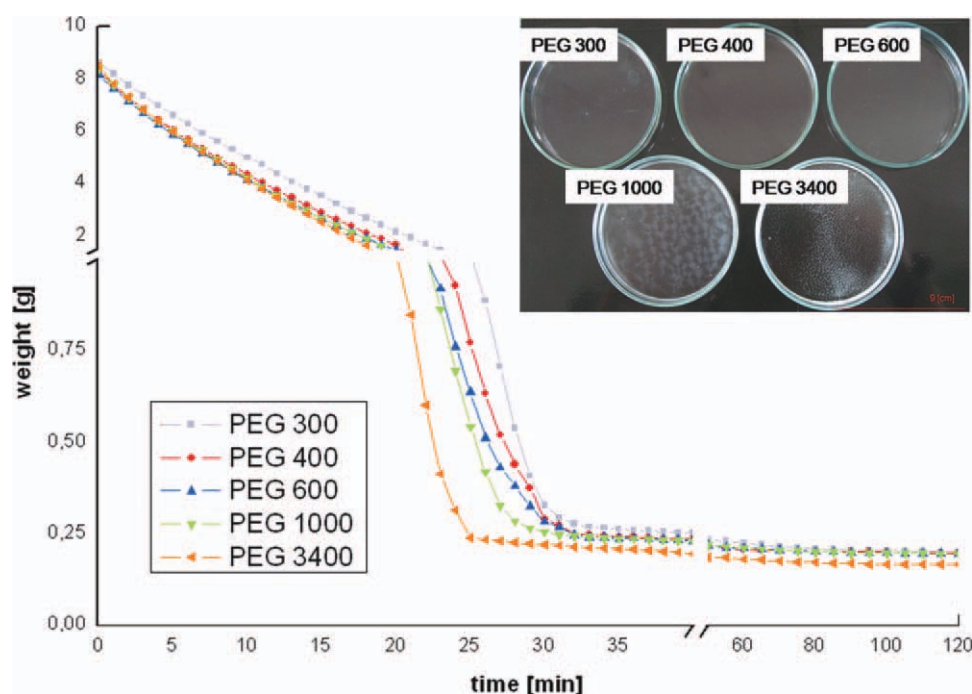 10
8
6
4
2
0,75
0,50
0,25
0,00
weight [g]
PEG 300
PEG 400
PEG 600
PEG 1000
PEG 3400
9 [cm]
PEG 300
PEG 400
PEG 600
PEG 1000
PEG 3400
0 5 10 15 20 25 30 35 60 80 100 120
time [min]